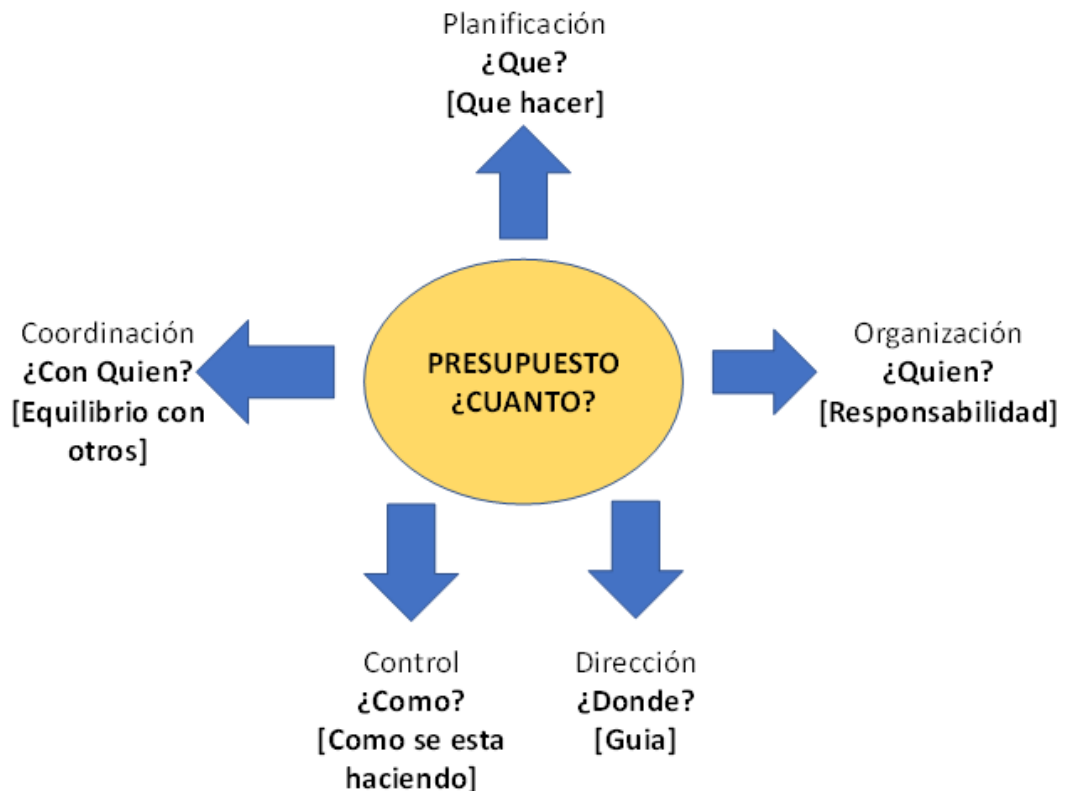 Planificación
¿Que?
[Que hacer]
Coordinación
¿Con Quien?
[Equilibrio con
otros]
PRESUPUESTO
¿CUANTO?
Organización
¿Quien?
[Responsabilidad]
Control
¿Como?
[Como se esta
haciendo]
Dirección
¿Donde?
[Guia]